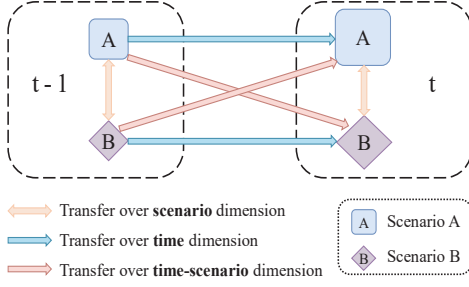 A
A
t - 1
t
B
B
Transfer over scenario dimension
Transfer over time dimension
Transfer over time-scenario dimension
A Scenario A
B Scenario B